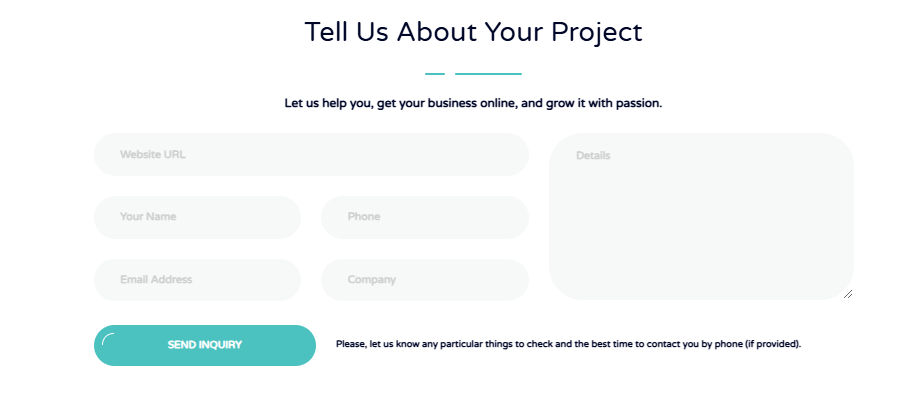 Tell Us About Your Project
Let us help you, get your business online, and grow it with passion.
Website URL
Details
Your Name
Phone
Email Address
Company
SEND INQUIRY
Please, let us know any particular things to check and the best time to contact you by phone (if provided).